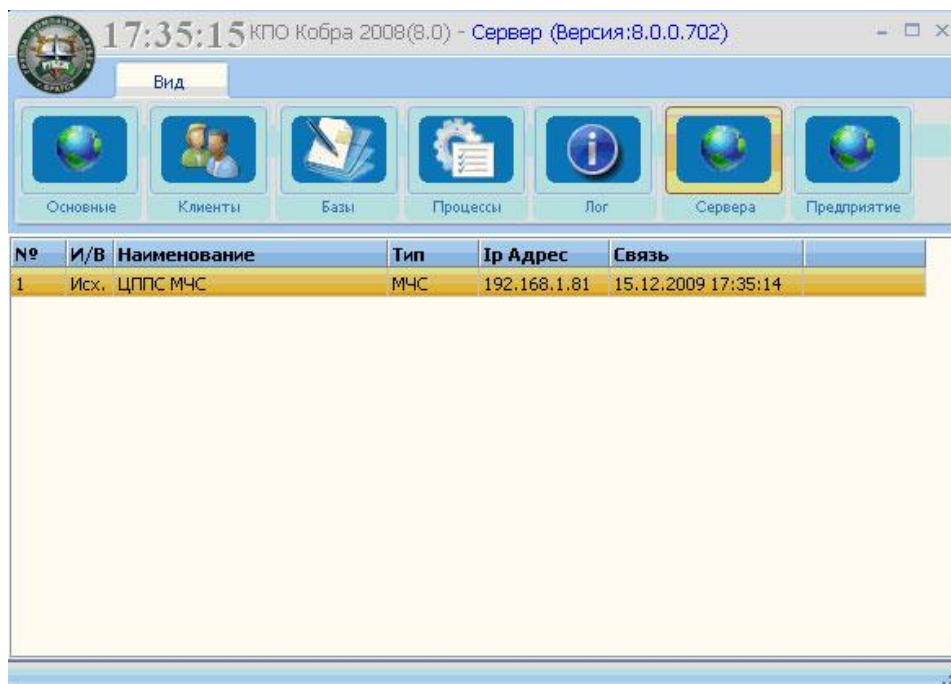 17:35:15 КПО Кобра 2008(8.0) - Сервер (Версия:8.0.0.702)
РУБЕЖ
г.БРАТСК
Вид
Основные Клиенты Базы Процессы Лог Сервера Предприятие
№ И/В Наименование Тип Ip Адрес Связь
1 Исх. ЦППС МЧС МЧС 192.168.1.81 15.12.2009 17:35:14